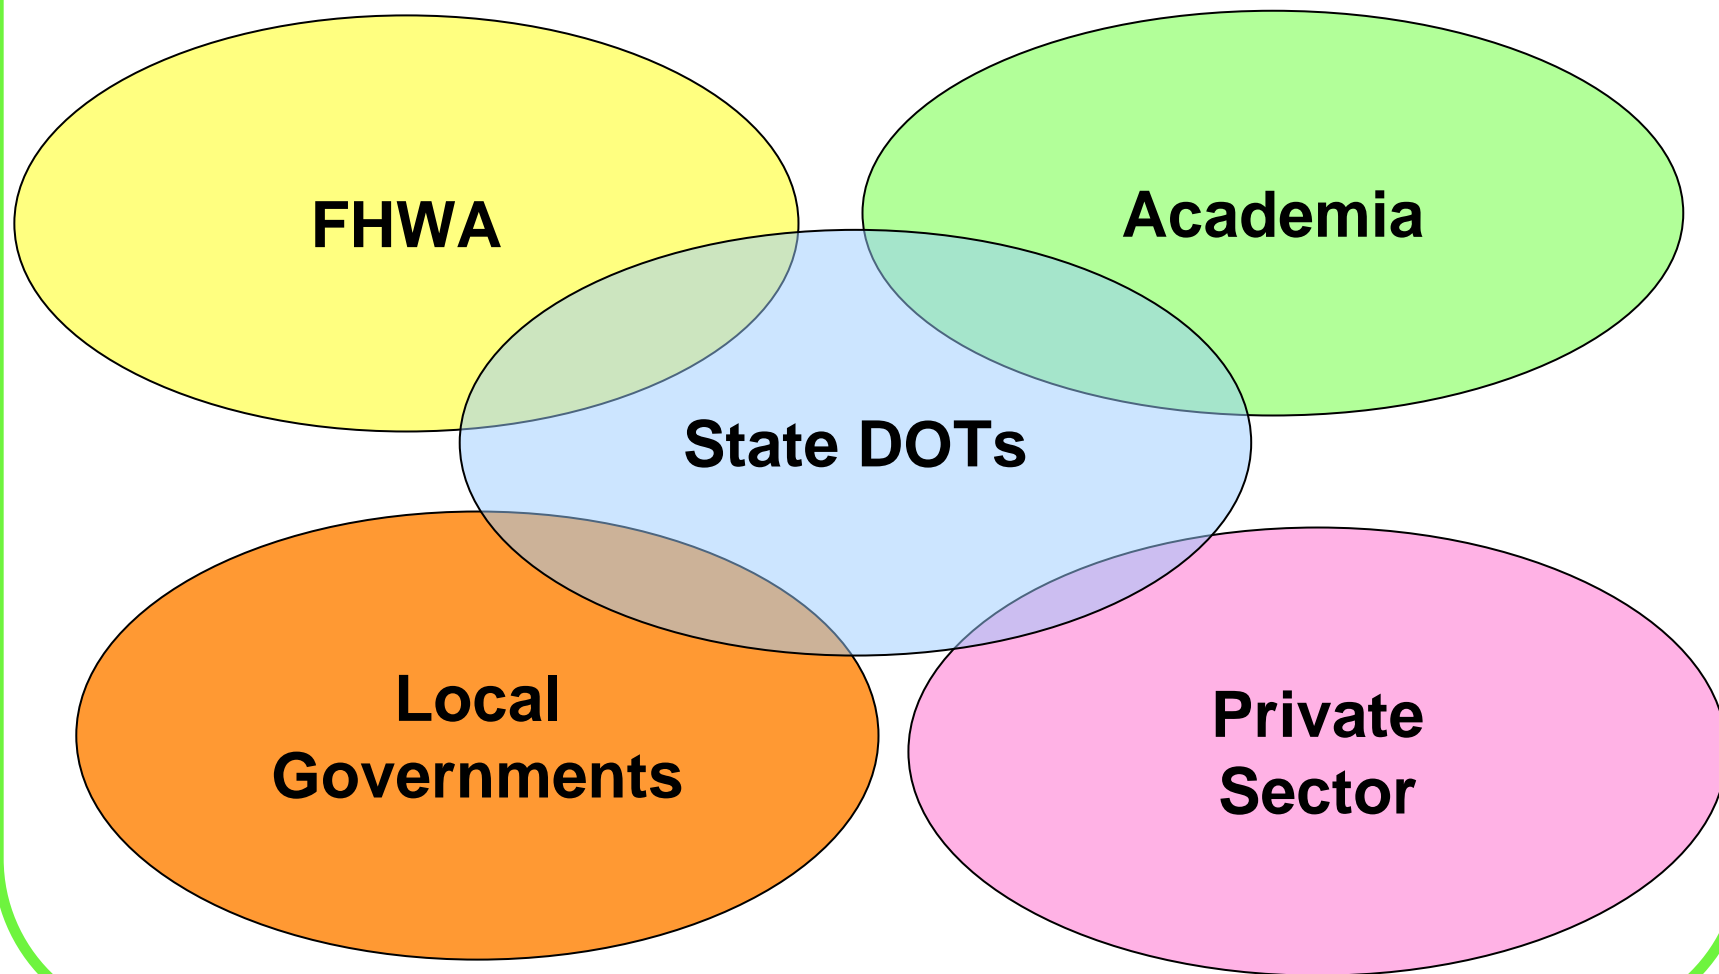 FHWA
Academia
State DOTs
Local
Governments
Private
Sector